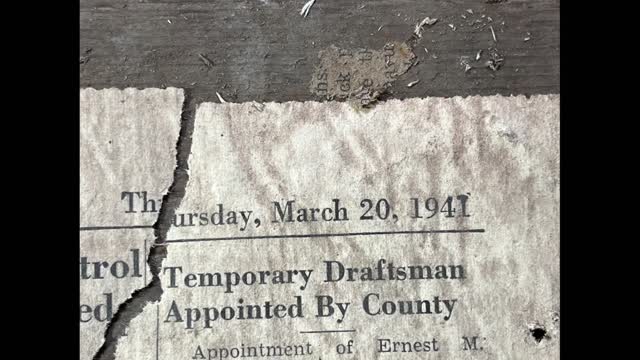 Thursday, March 20, 1941
trol
ed
Temporary Draftsman
Appointed By County
Appointment of Ernest M.